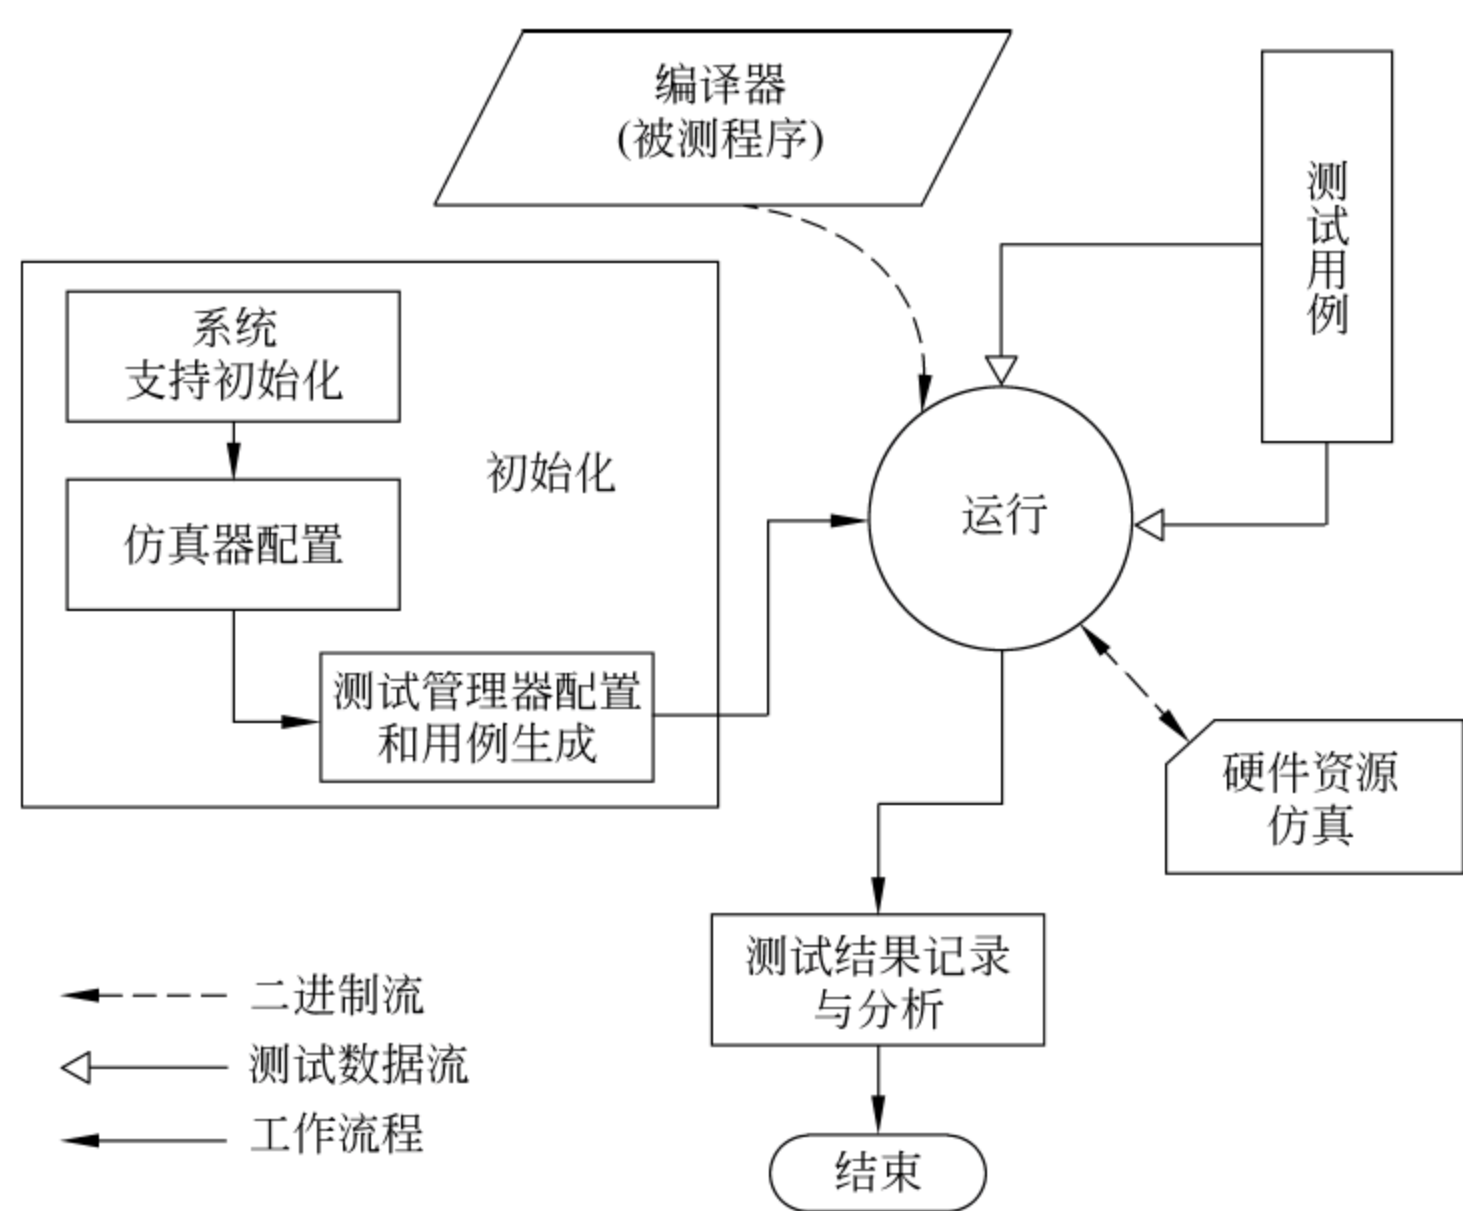 编译器
(被测程序)
测试用例
系统
支持初始化
初始化
仿真器配置
运行
测试管理器配置
和用例生成
硬件资源
仿真
测试结果记录
与分析
二进制流
测试数据流
工作流程
结束